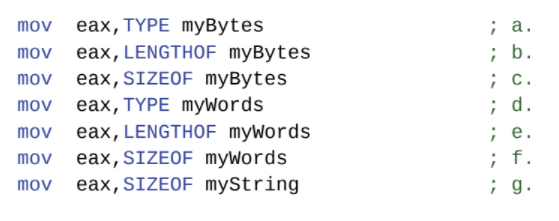 mov eax,TYPE myBytes ; a.
mov eax,LENGTHOF myBytes ; b.
mov eax,SIZEOF myBytes ; c.
mov eax,TYPE myWords ; d.
mov eax,LENGTHOF myWords ; e.
mov eax,SIZEOF myWords ; f.
mov eax,SIZEOF myString ; g.